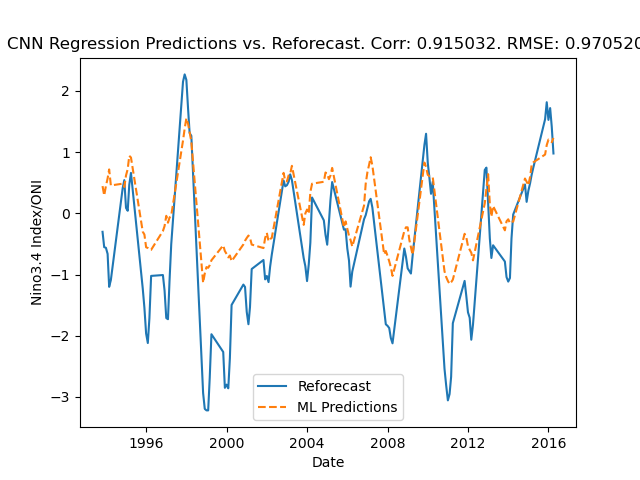 CNN Regression Predictions vs. Reforecast. Corr: 0.915032. RMSE: 0.970520
2
1
0
−1
−2
−3
Nino3.4 Index/ONI
1996
2000
2004
2008
2012
2016
Date
Reforecast
ML Predictions